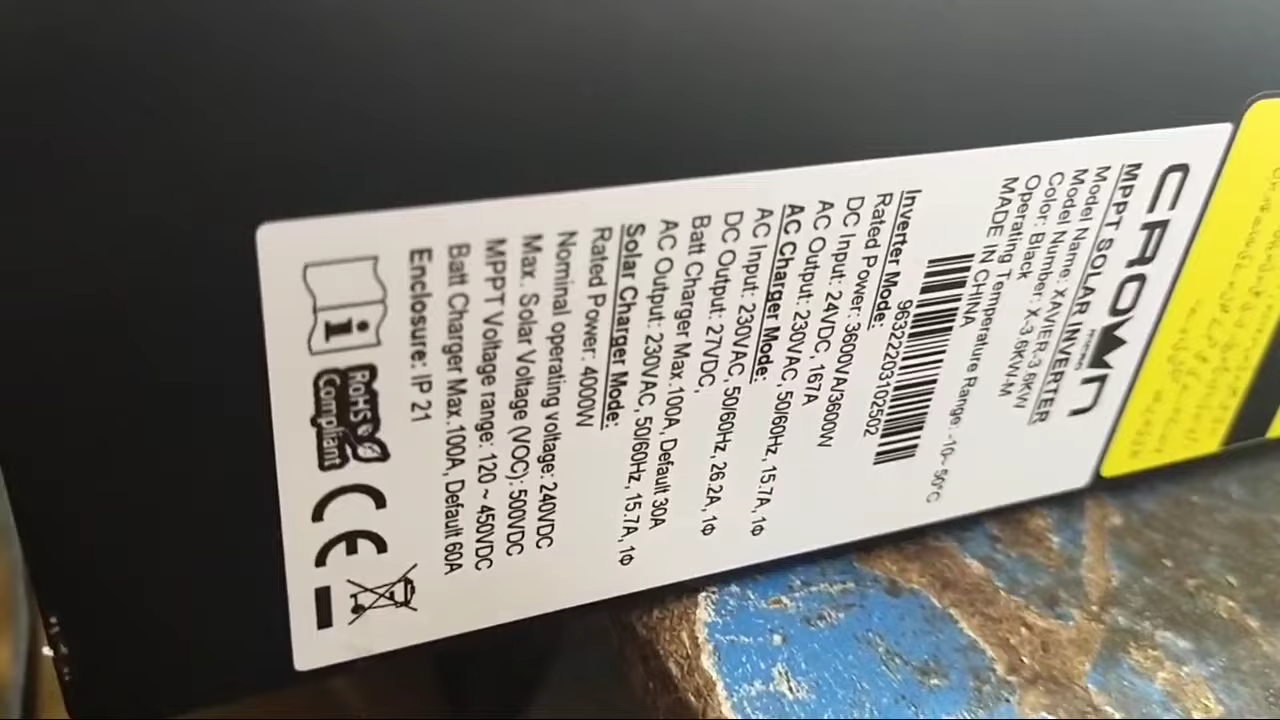 CROWN
MICRO
MPPT SOLAR INVERTER
Model Name: XAVIER-3.6KW
Model Number: X-3.6KW-M
Color: Black
Operating Temperature Range: -10~ 50°C
MADE IN CHINA
96322203102502
Inverter Mode:
Rated Power: 3600VA/3600W
DC Input: 24VDC, 167A
AC Output: 230VAC, 50/60Hz, 15.7A, 1Φ
AC Charger Mode:
AC Input: 230VAC, 50/60Hz, 26.2A, 1Φ
DC Output: 27VDC,
Batt Charger Max.100A, Default 30A
AC Output: 230VAC, 50/60Hz, 15.7A, 1Φ
Solar Charger Mode:
Rated Power: 4000W
Nominal operating voltage: 240VDC
Max. Solar Voltage (VOC): 500VDC
MPPT Voltage range: 120 ~ 450VDC
Batt Charger Max.100A, Default 60A
Enclosure: IP 21
i
RoHS
Compliant
CE